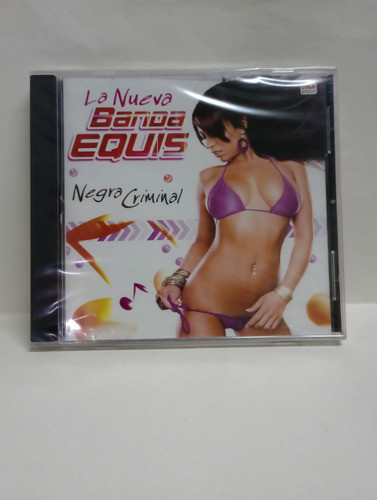 La Nueva
Banda
EQUIS
Negra Criminal